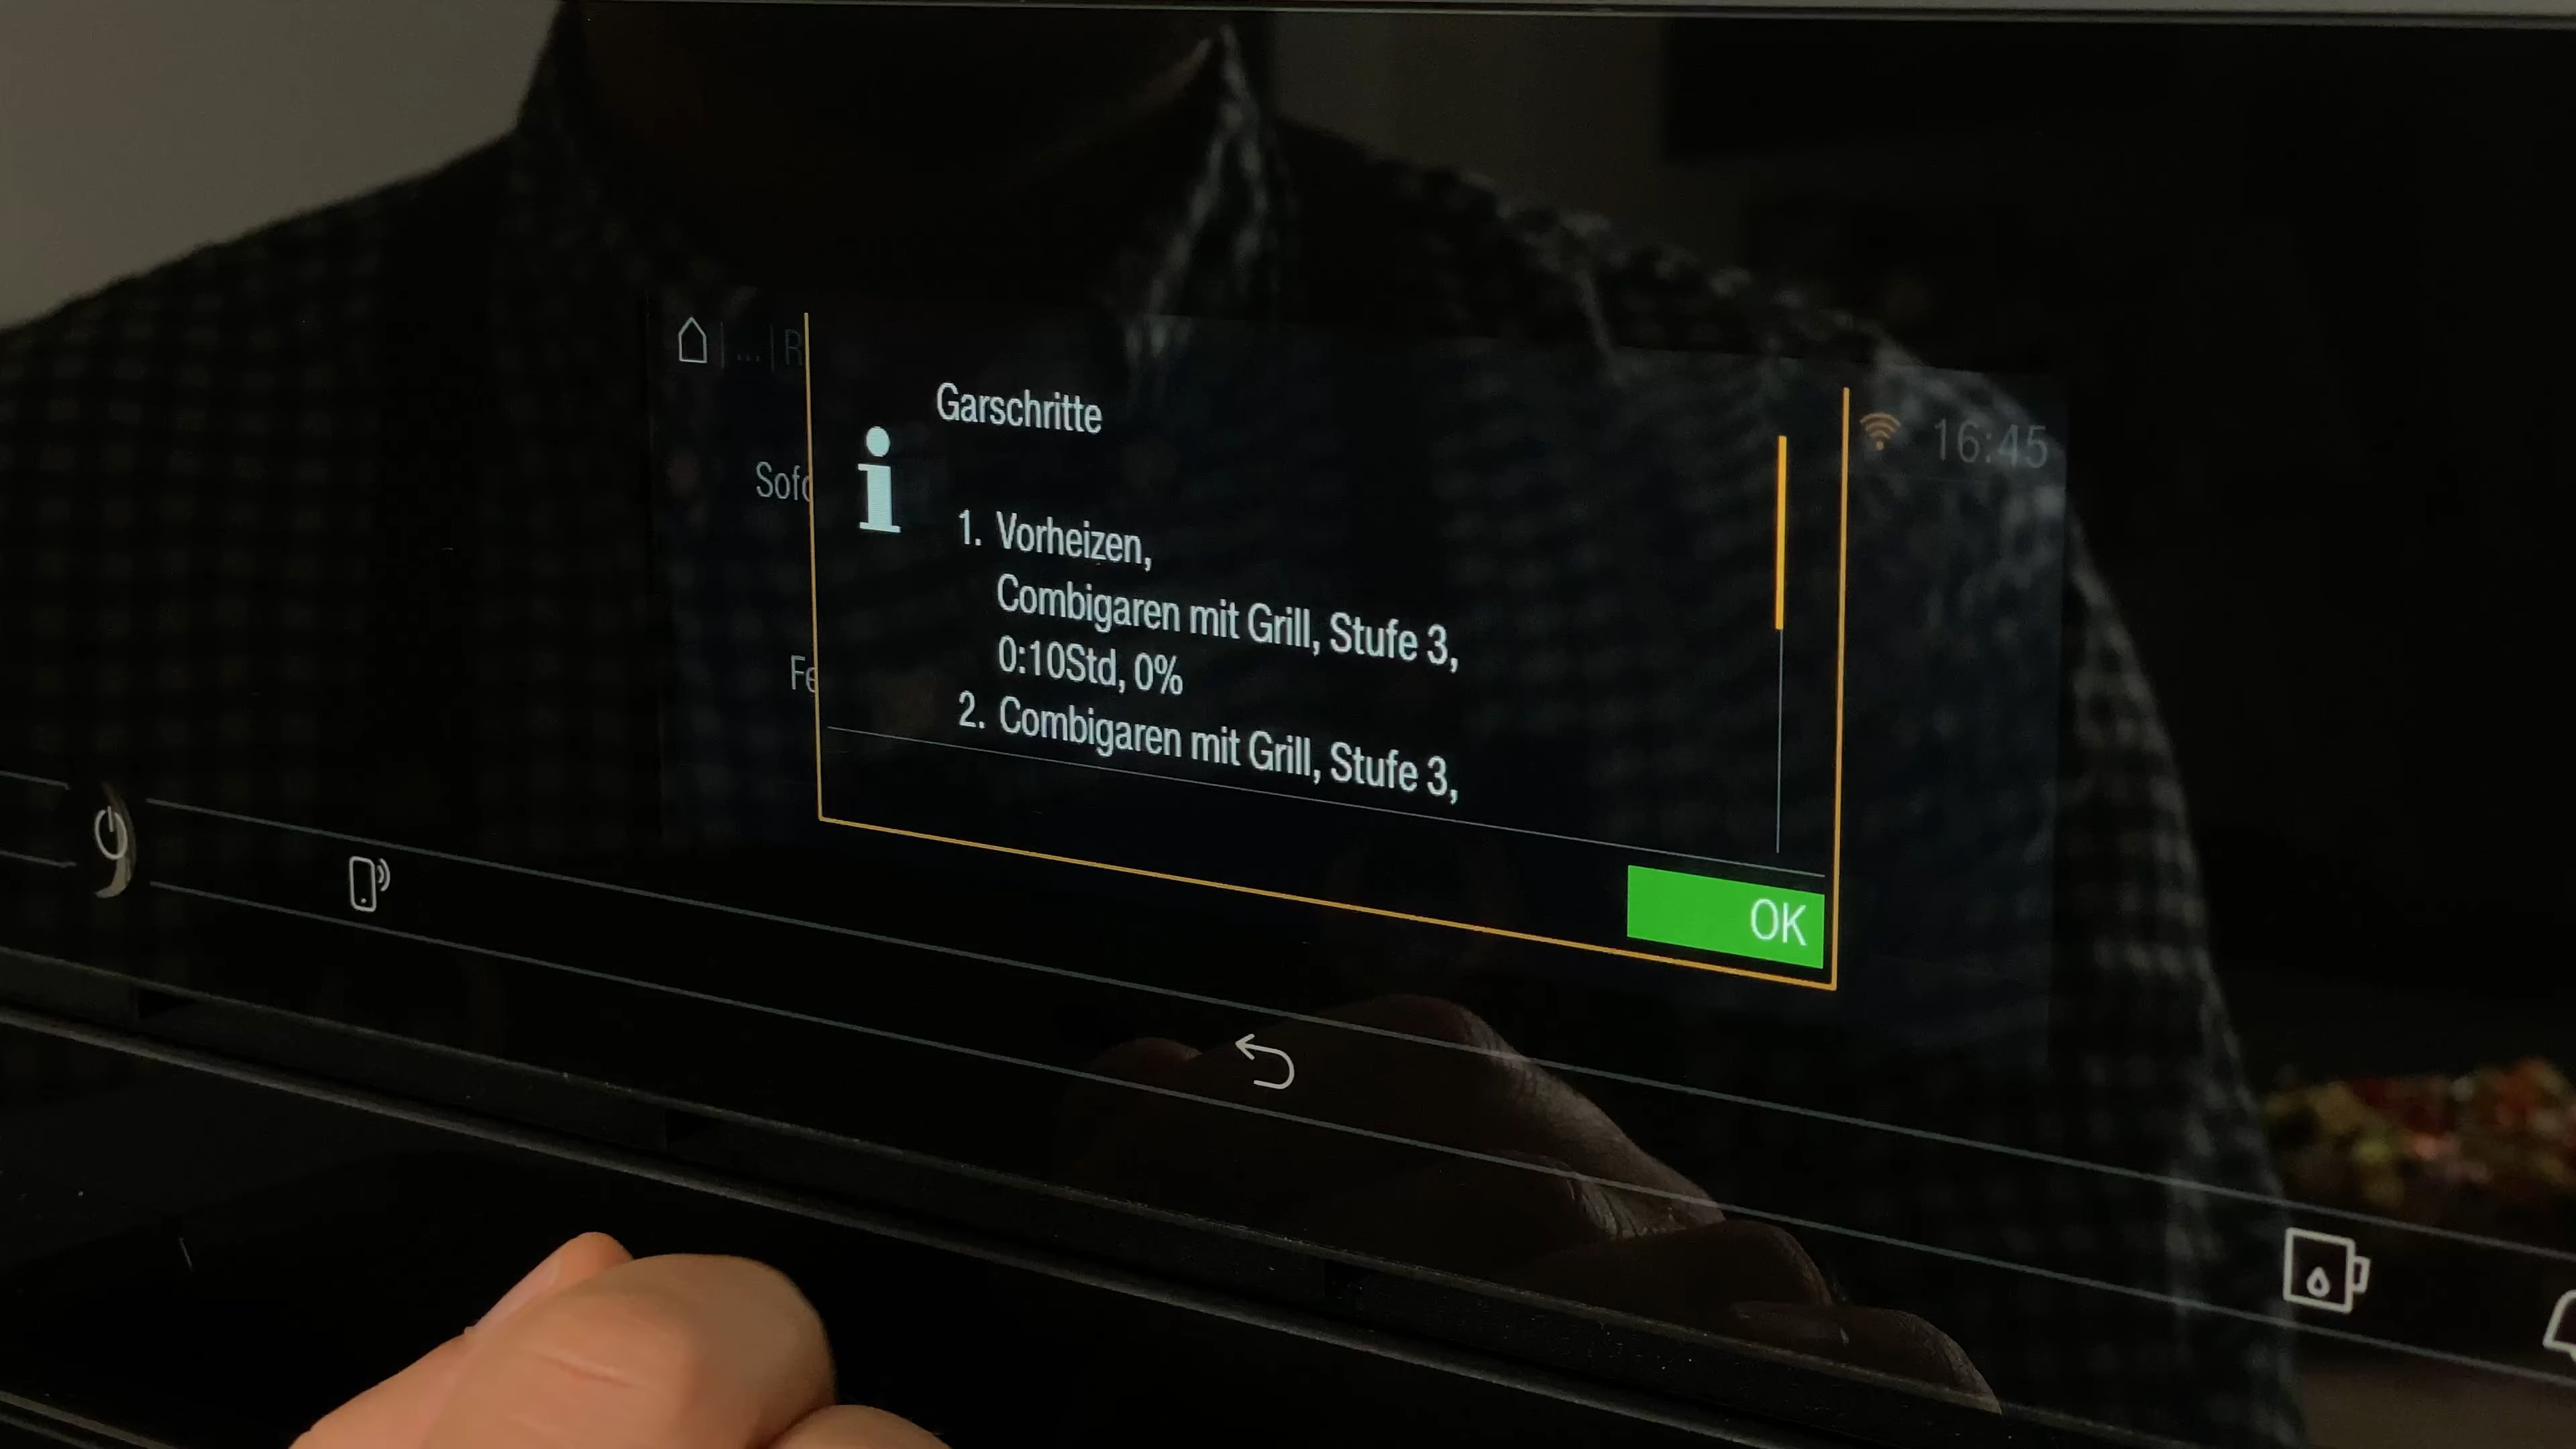 ... | R
16:45
Sofo
Fe
Garschritte
1. Vorheizen,
Combigaren mit Grill, Stufe 3,
0:10Std, 0%
2. Combigaren mit Grill, Stufe 3,
OK